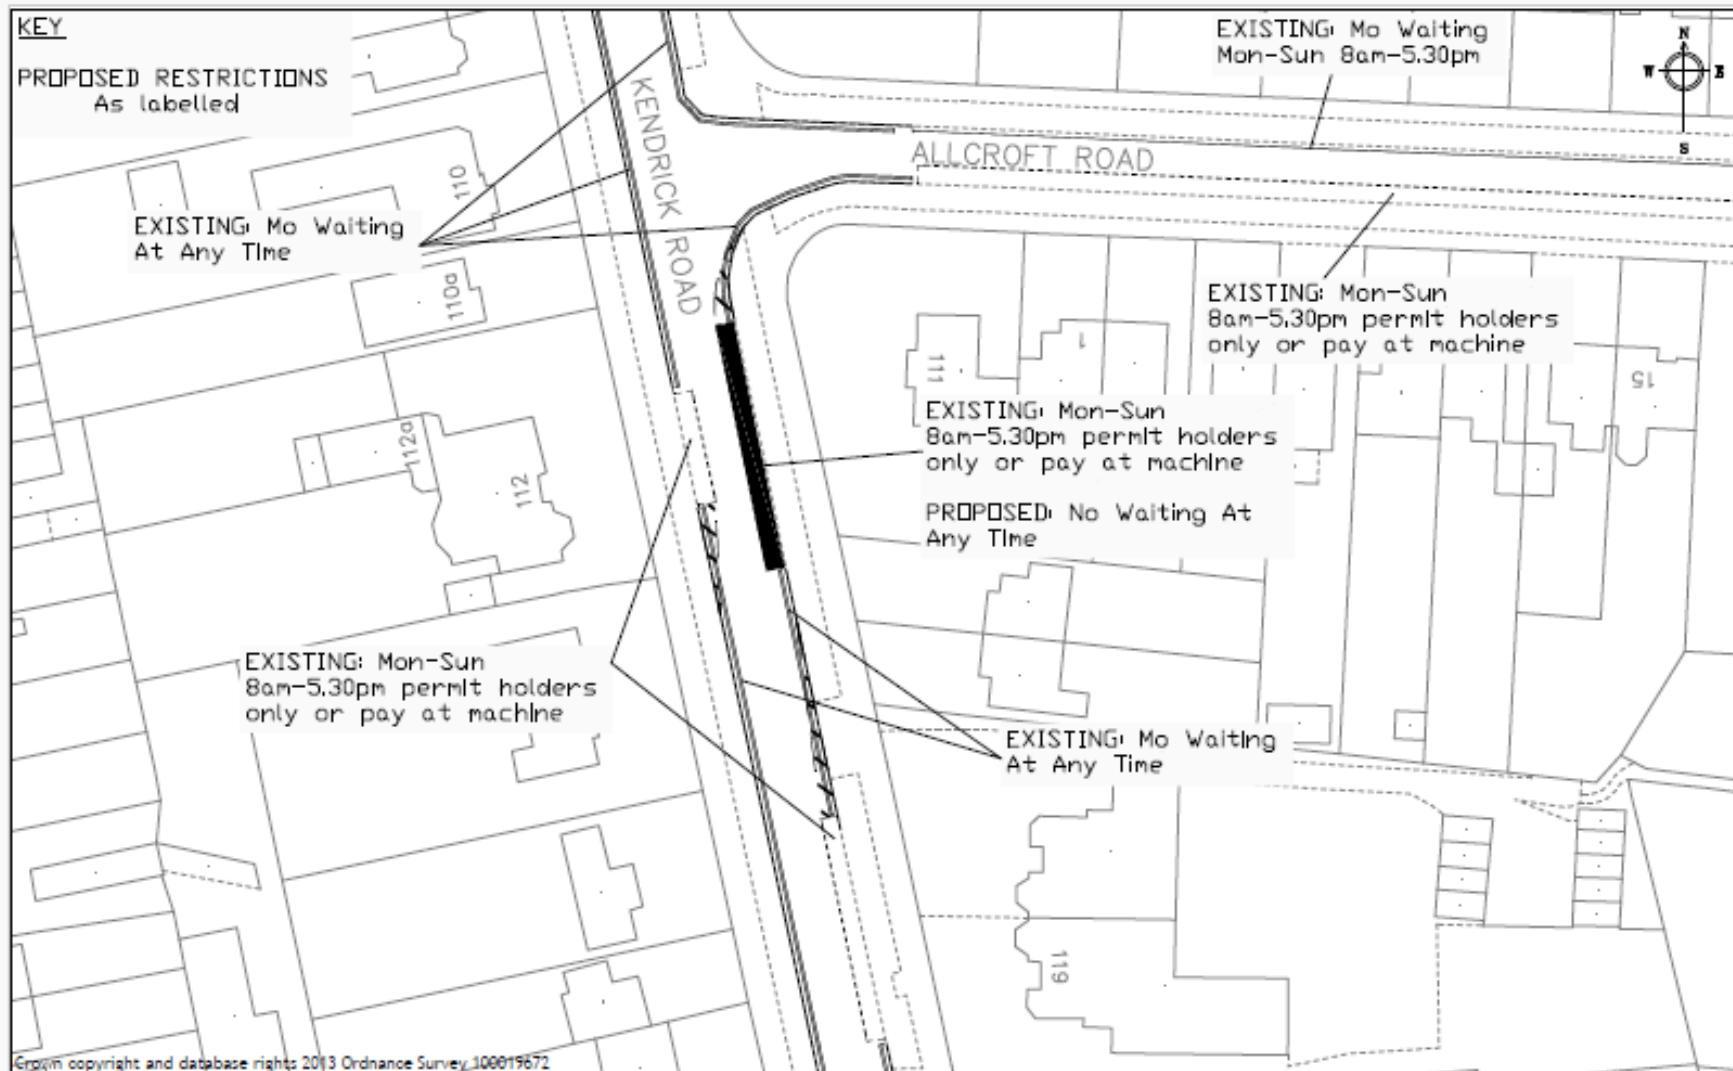 KEY
PROPOSED RESTRICTIONS
As labelled
EXISTING: Mo Waiting
Mon-Sun 8am-5.30pm
N
W E
S
KENDRICK ROAD
ALLCROFT ROAD
110
EXISTING: Mo Waiting
At Any Time
110a
EXISTING: Mon-Sun
8am-5.30pm permit holders
only or pay at machine
111
1
15
EXISTING: Mon-Sun
8am-5.30pm permit holders
only or pay at machine
PROPOSED: No Waiting At
Any Time
112a
112
EXISTING: Mon-Sun
8am-5.30pm permit holders
only or pay at machine
EXISTING: Mo Waiting
At Any Time
119
Crown copyright and database rights 2013 Ordnance Survey 100019672